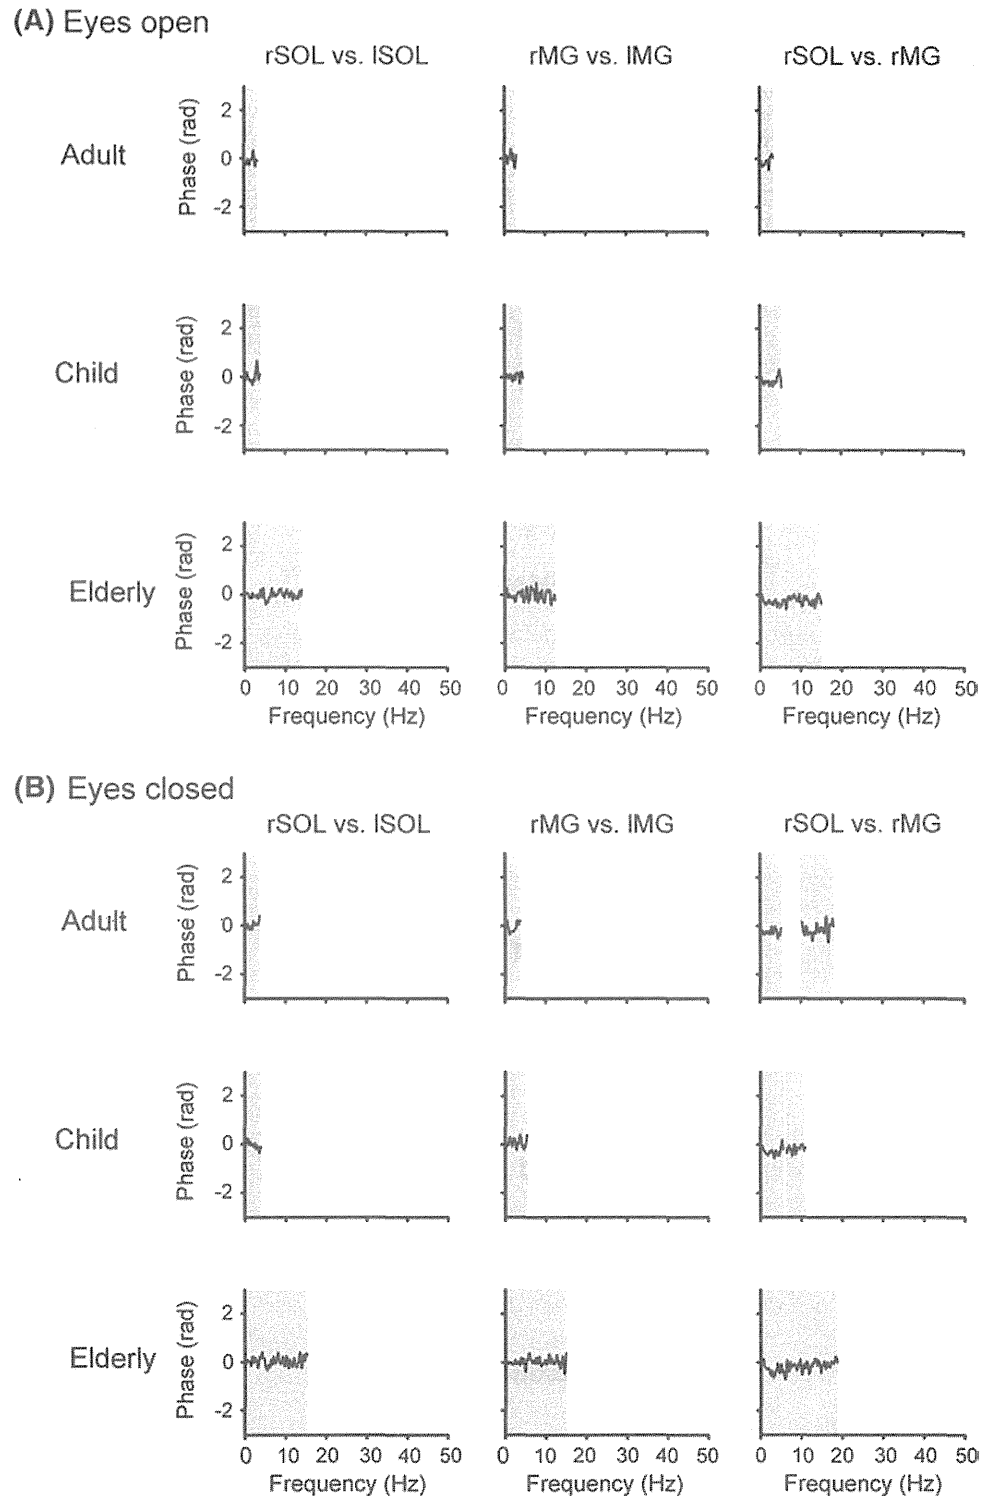 (A) Eyes open
rSOL vs. lSOL rMG vs. lMG rSOL vs. rMG
Adult
Phase (rad)
2
0
-2
Child
Phase (rad)
2
0
-2
Elderly
Phase (rad)
2
0
-2
0 10 20 30 40 50 0 10 20 30 40 50 0 10 20 30 40 50
Frequency (Hz) Frequency (Hz) Frequency (Hz)
(B) Eyes closed
rSOL vs. lSOL rMG vs. lMG rSOL vs. rMG
Adult
Phase (rad)
2
0
-2
Child
Phase (rad)
2
0
-2
Elderly
Phase (rad)
2
0
-2
0 10 20 30 40 50 0 10 20 30 40 50 0 10 20 30 40 50
Frequency (Hz) Frequency (Hz) Frequency (Hz)